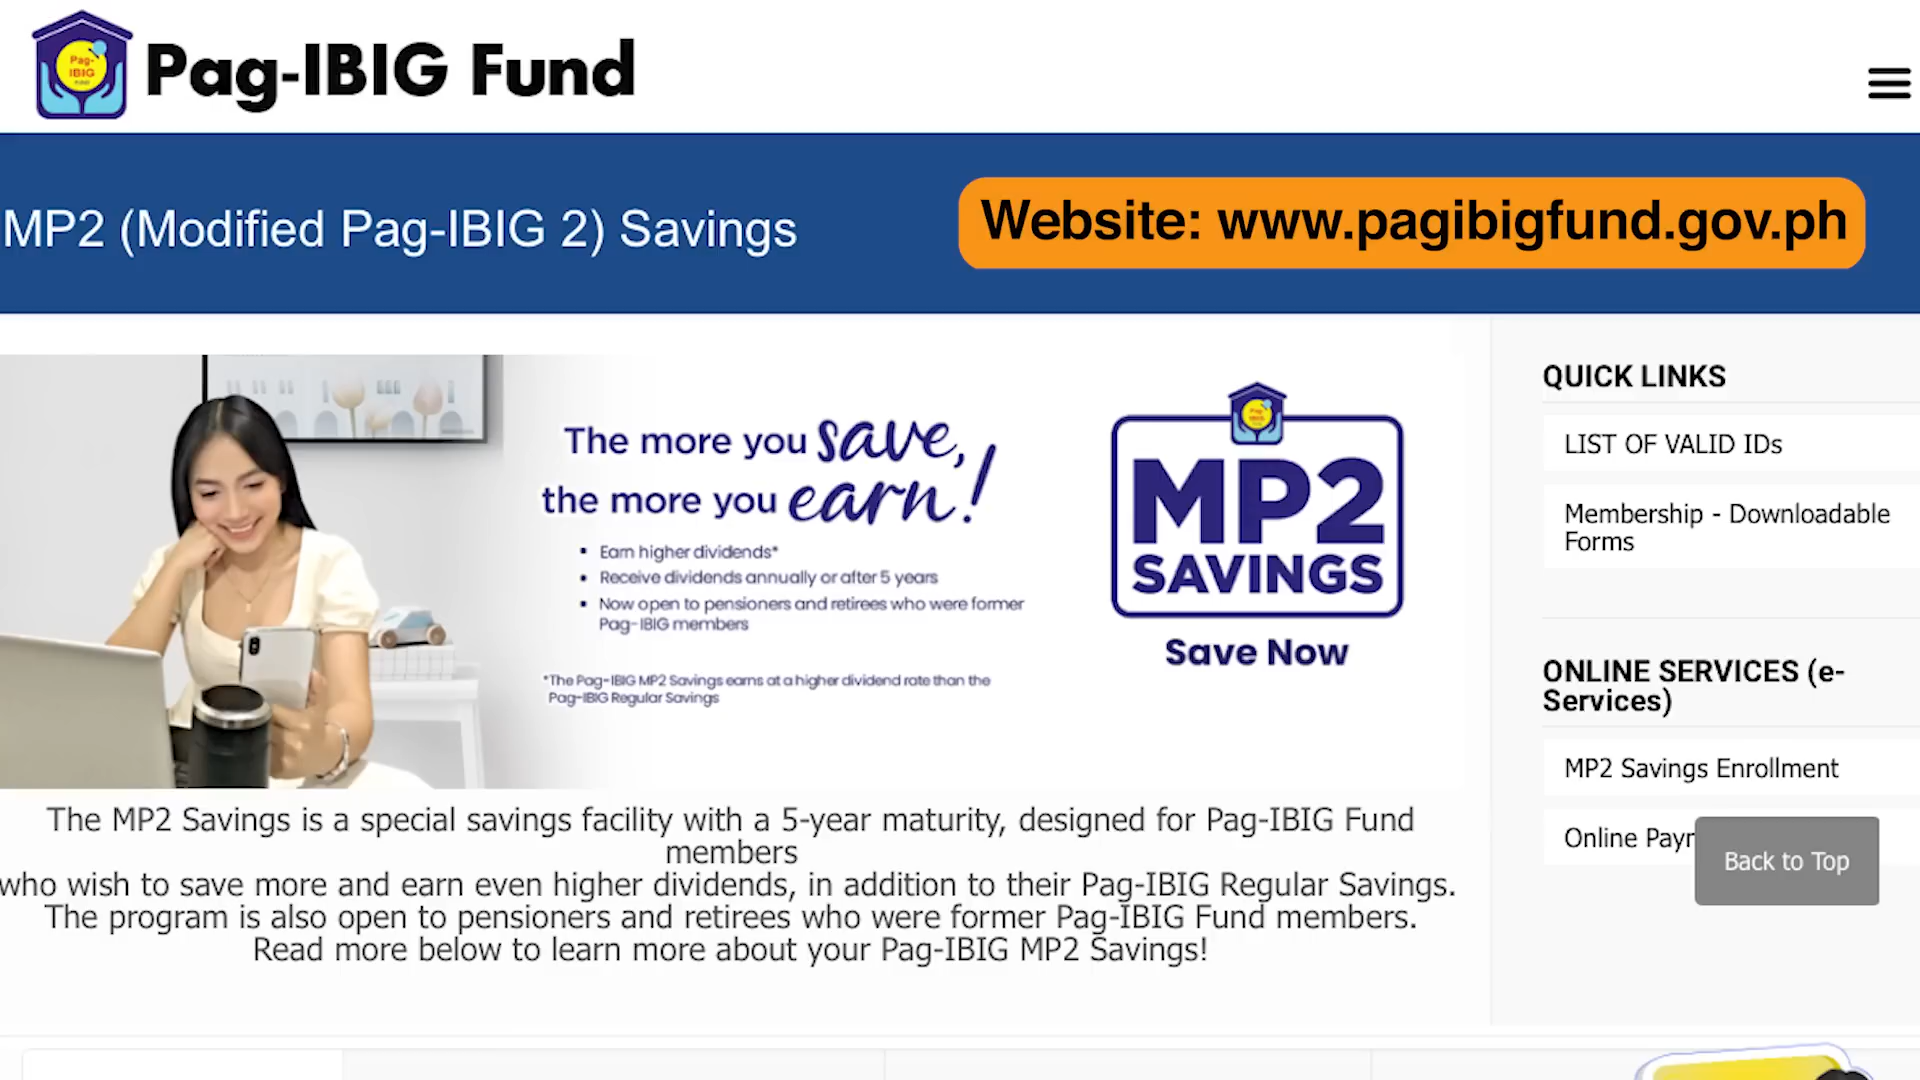 Pag-IBIG
Pag-IBIG Fund
MP2 (Modified Pag-IBIG 2) Savings
Website: www.pagibigfund.gov.ph
The more you save,
the more you earn!
• Earn higher dividends*
• Receive dividends annually or after 5 years
• Now open to pensioners and retirees who were former
Pag-IBIG members
*The Pag-IBIG MP2 Savings earns at a higher dividend rate than the
Pag-IBIG Regular Savings
MP2
SAVINGS
Save Now
The MP2 Savings is a special savings facility with a 5-year maturity, designed for Pag-IBIG Fund
members
who wish to save more and earn even higher dividends, in addition to their Pag-IBIG Regular Savings.
The program is also open to pensioners and retirees who were former Pag-IBIG Fund members.
Read more below to learn more about your Pag-IBIG MP2 Savings!
QUICK LINKS
LIST OF VALID IDs
Membership - Downloadable
Forms
ONLINE SERVICES (e-
Services)
MP2 Savings Enrollment
Online
Back to Top